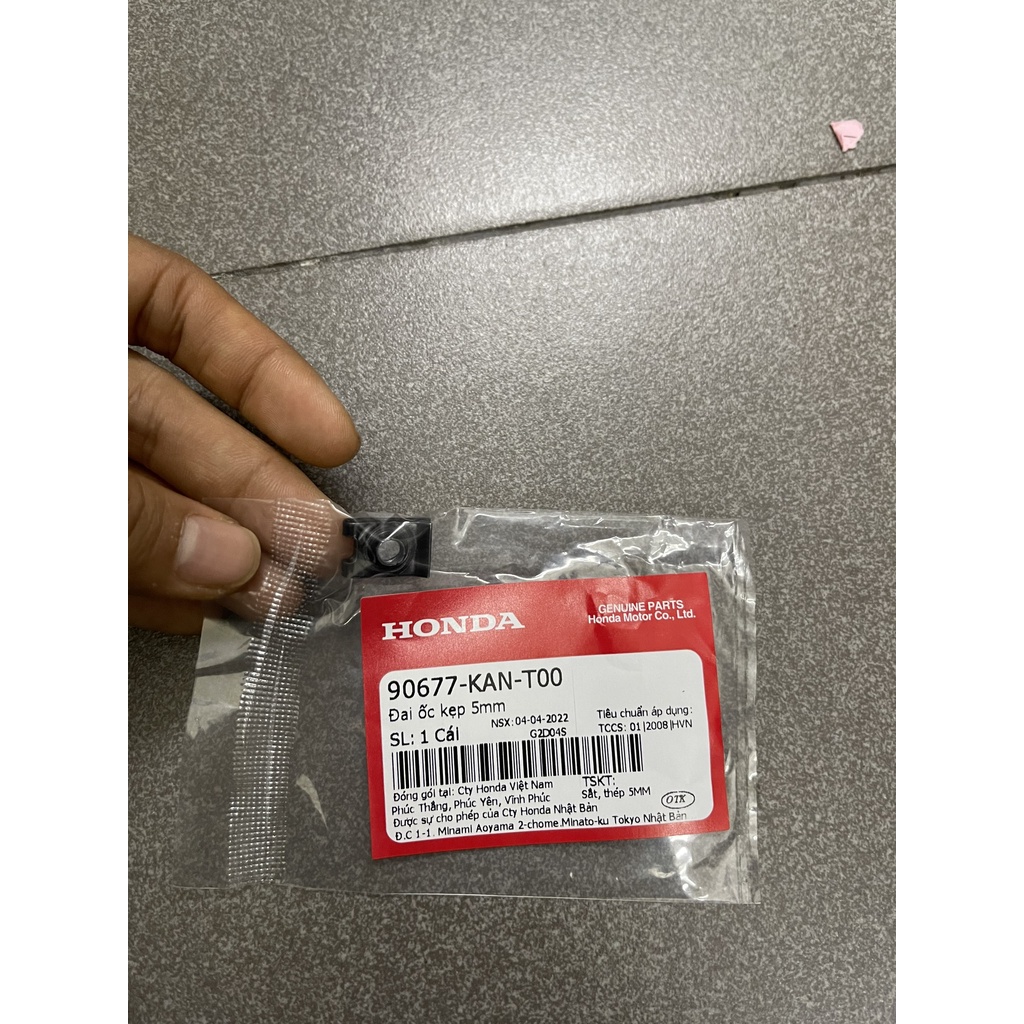 HONDA
GENUINE PARTS
Honda Motor Co., Ltd.
90677-KAN-T00
Đai ốc kẹp 5mm
NSX: 04-04-2022
Tiêu chuẩn áp dụng:
SL: 1 Cái
G2D04S
TCCS: 01|2008|HVN
Đóng gói tại: Cty Honda Việt Nam
TSKT:
Phúc Thắng, Phúc Yên, Vĩnh Phúc
Sắt, thép 5MM
Được sự cho phép của Cty Honda Nhật Bản
OTK
Đ.C 1-1. Minami Aoyama 2-chome.Minato-ku Tokyo Nhật Bản